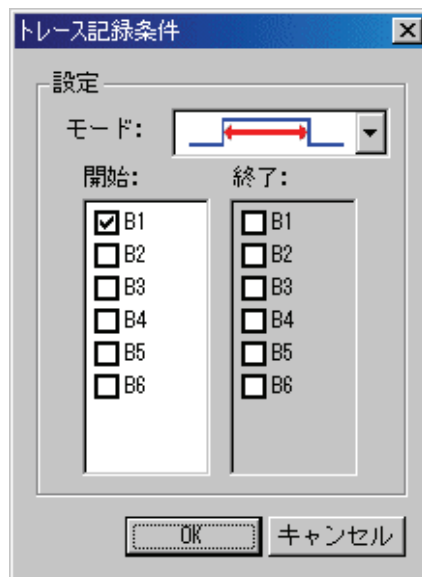 トレース記録条件
設定
モード:
開始: 終了:
B1 B1
B2 B2
B3 B3
B4 B4
B5 B5
B6 B6
OK キャンセル